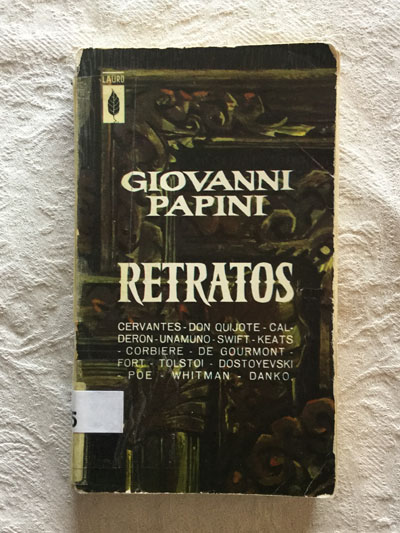 LAURO
GIOVANNI
PAPINI
RETRATOS
CERVANTES - DON QUIJOTE - CAL-
DERON - UNAMUNO - SWIFT - KEATS
- CORBIERE - DE GOURMONT -
FORT - TOLSTOI - DOSTOYEVSKI
- POE - WHITMAN - DANKO.